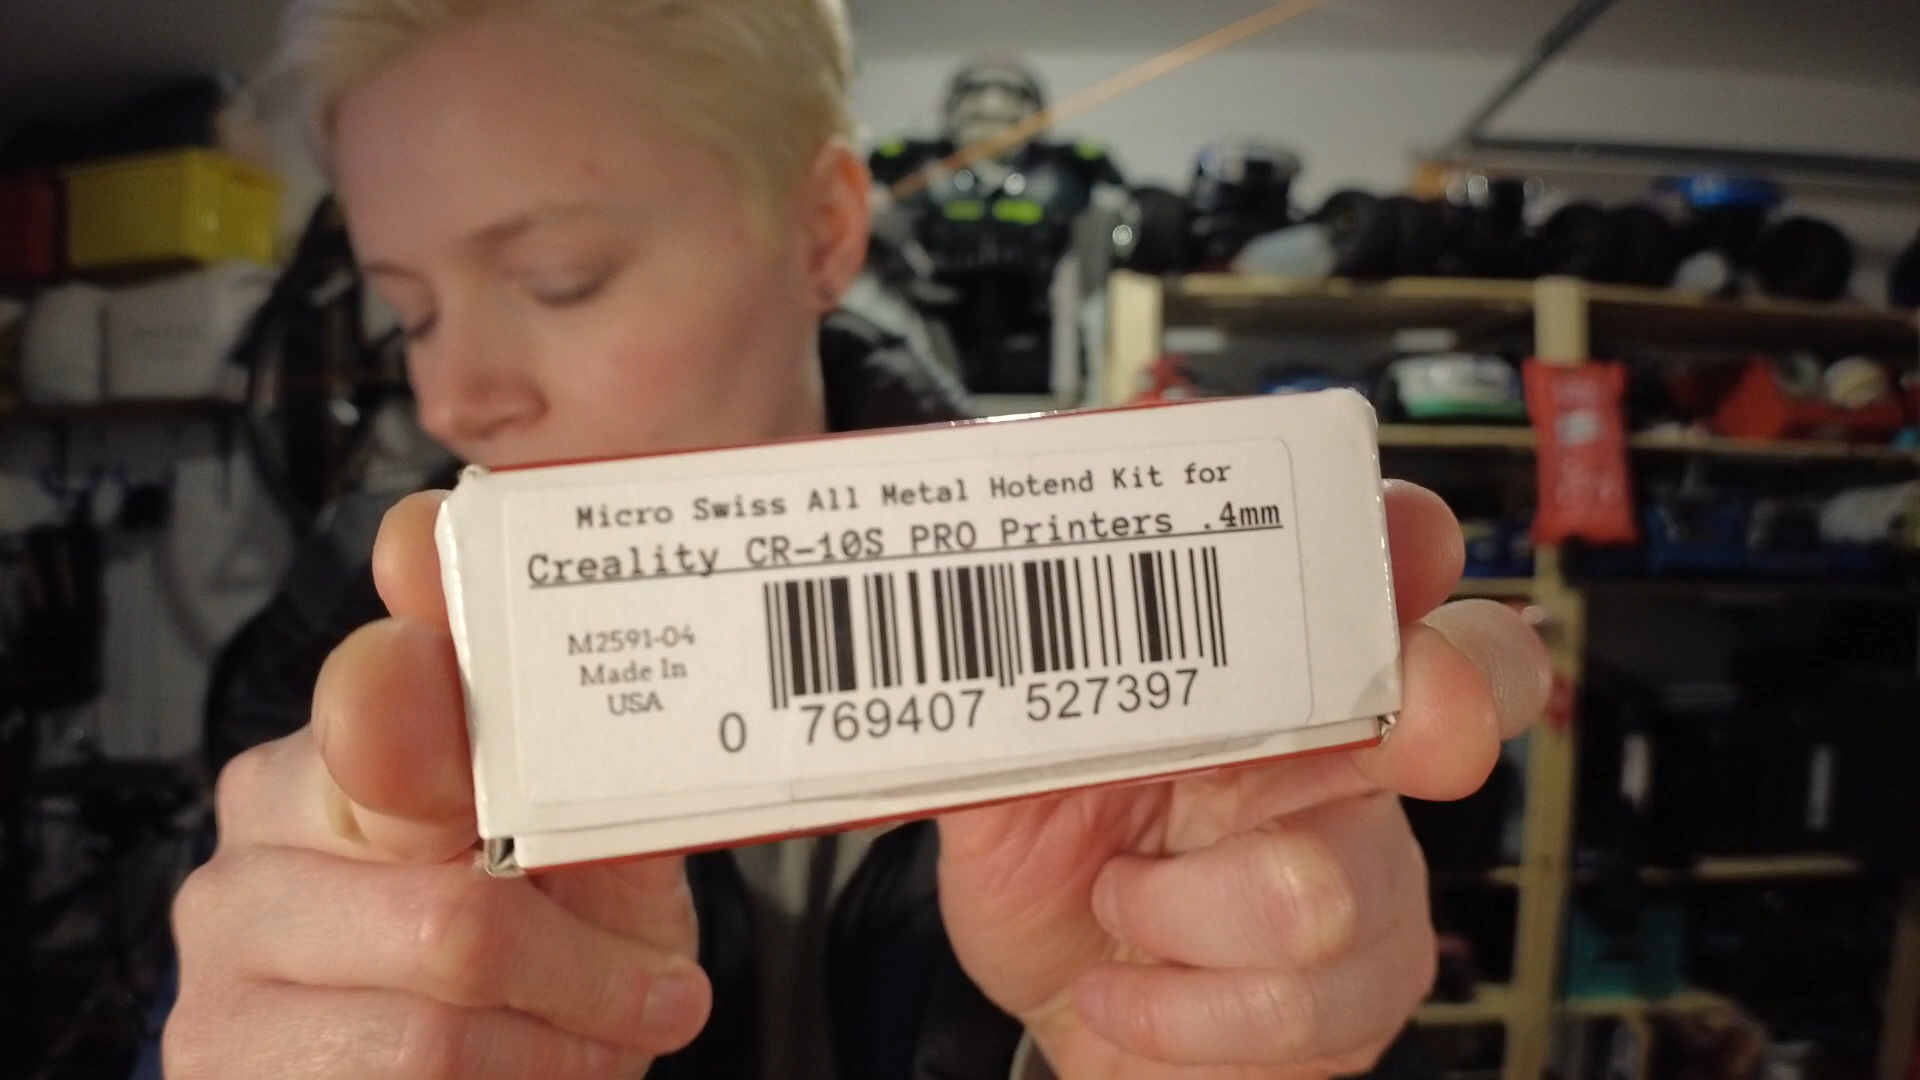 Micro Swiss All Metal Hotend Kit for
Creality CR-10S PRO Printers .4mm
M2591-04
Made In
USA
0 769407 527397